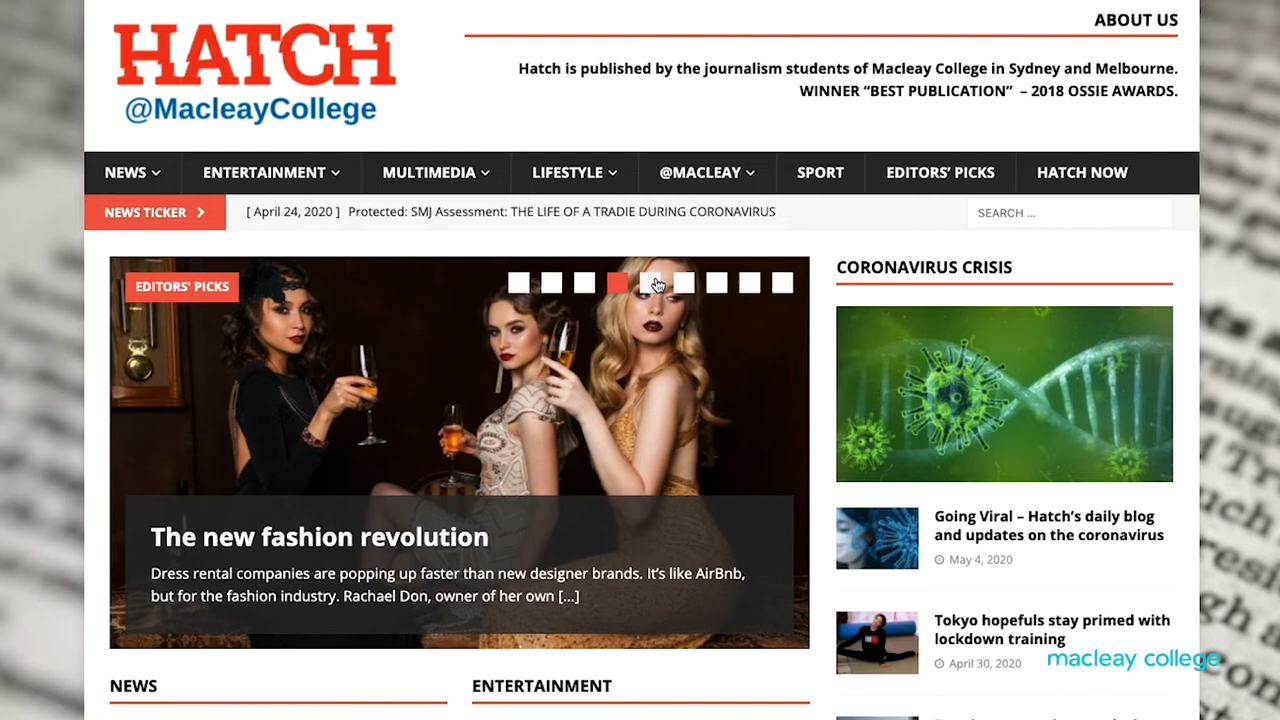 HATCH
@MacleayCollege
ABOUT US
Hatch is published by the journalism students of Macleay College in Sydney and Melbourne.
WINNER “BEST PUBLICATION” – 2018 OSSIE AWARDS.
NEWS ENTERTAINMENT MULTIMEDIA LIFESTYLE @MACLEAY SPORT EDITORS’ PICKS HATCH NOW
NEWS TICKER [ April 24, 2020 ] Protected: SMJ Assessment: THE LIFE OF A TRADIE DURING CORONAVIRUS SEARCH ...
EDITORS' PICKS
The new fashion revolution
Dress rental companies are popping up faster than new designer brands. It’s like AirBnb,
but for the fashion industry. Rachael Don, owner of her own [...]
CORONAVIRUS CRISIS
Going Viral – Hatch’s daily blog
and updates on the coronavirus
May 4, 2020
Tokyo hopefuls stay primed with
lockdown training
April 30, 2020
macleay college
NEWS
ENTERTAINMENT